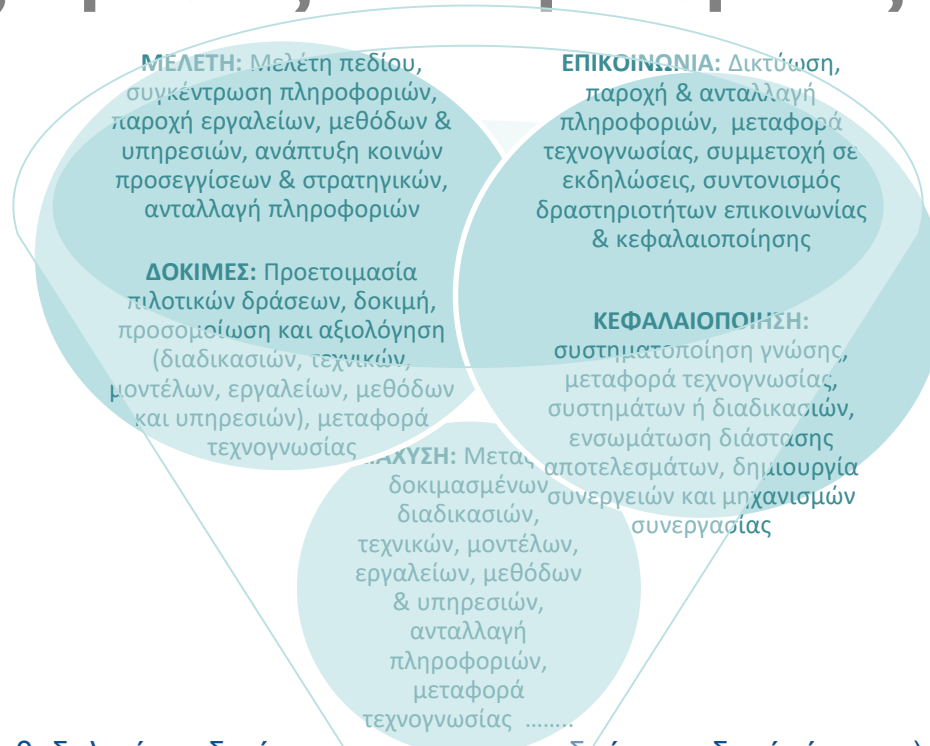 ΜΕΛΕΤΗ: Μελέτη πεδίου,
συγκέντρωση πληροφοριών,
παροχή εργαλείων, μεθόδων &
υπηρεσιών, ανάπτυξη κοινών
προσεγγίσεων & στρατηγικών,
ανταλλαγή πληροφοριών
ΔΟΚΙΜΕΣ: Προετοιμασία
πιλοτικών δράσεων, δοκιμή,
προσομοίωση και αξιολόγηση
(διαδικασιών, τεχνικών,
μοντέλων, εργαλείων, μεθόδων
και υπηρεσιών), μεταφορά
τεχνογνωσίας
ΕΠΙΚΟΙΝΩΝΙΑ: Δικτύωση,
παροχή & ανταλλαγή
πληροφοριών, μεταφορά
τεχνογνωσίας, συμμετοχή σε
εκδηλώσεις, συντονισμός
δραστηριοτήτων επικοινωνίας
& κεφαλαιοποίησης
ΚΕΦΑΛΑΙΟΠΟΙΗΣΗ:
συστηματοποίηση γνώσης,
μεταφορά τεχνογνωσίας,
συστημάτων ή διαδικασιών,
ενσωμάτωση διάστασης
αποτελεσμάτων, δημιουργία
συνεργειών και μηχανισμών
συνεργασίας
δοκιμασμένων
διαδικασιών,
τεχνικών, μοντέλων,
εργαλείων, μεθόδων
& υπηρεσιών,
ανταλλαγή
πληροφοριών,
μεταφορά
τεχνογνωσίας ........